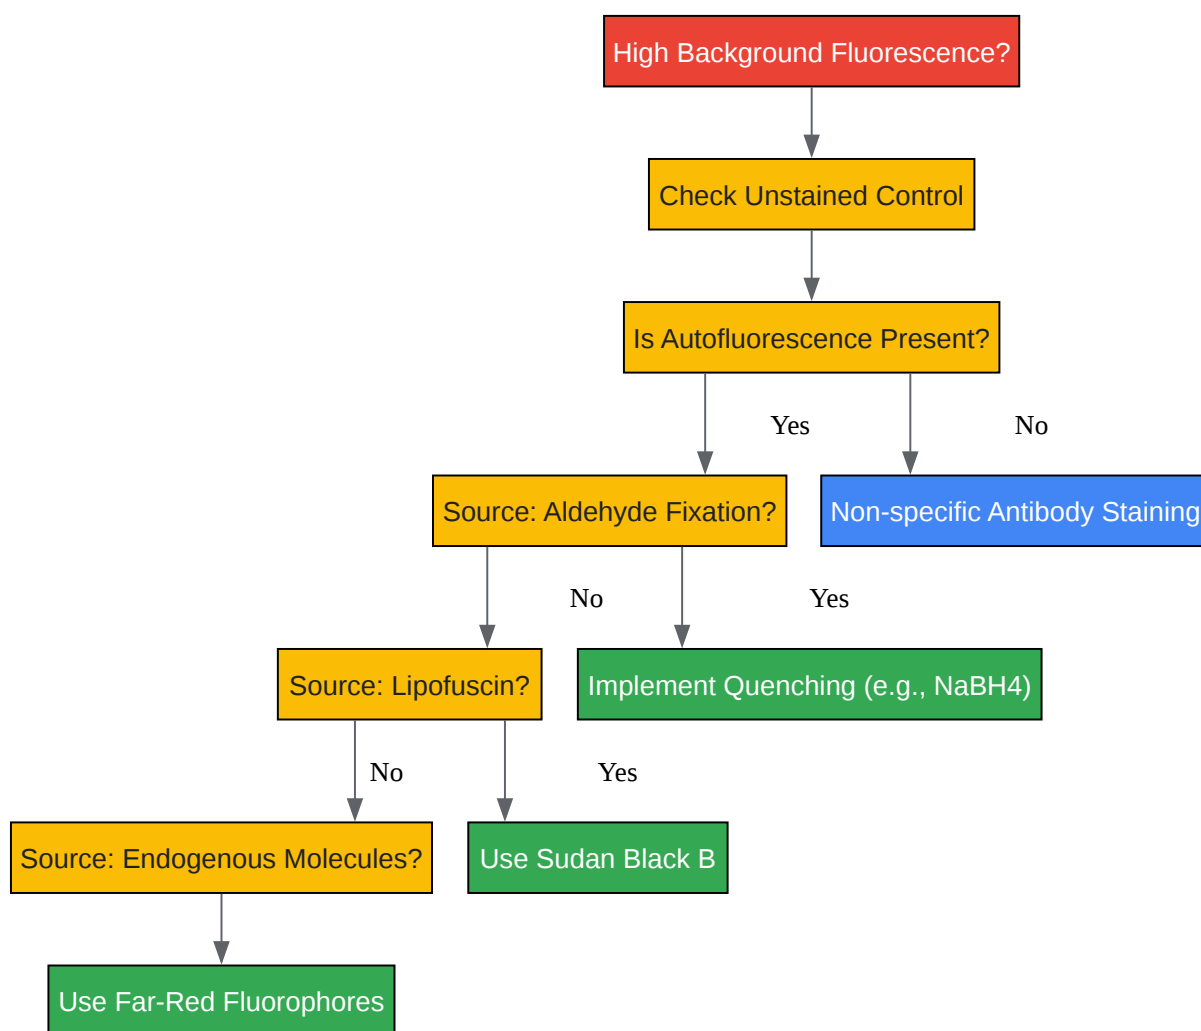 High Background Fluorescence?
Check Unstained Control
Is Autofluorescence Present?
Yes
No
Source: Aldehyde Fixation?
Non-specific Antibody Staining
No
Yes
Source: Lipofuscin?
Implement Quenching (e.g., NaBH4)
No
Yes
Source: Endogenous Molecules?
Use Sudan Black B
Use Far-Red Fluorophores